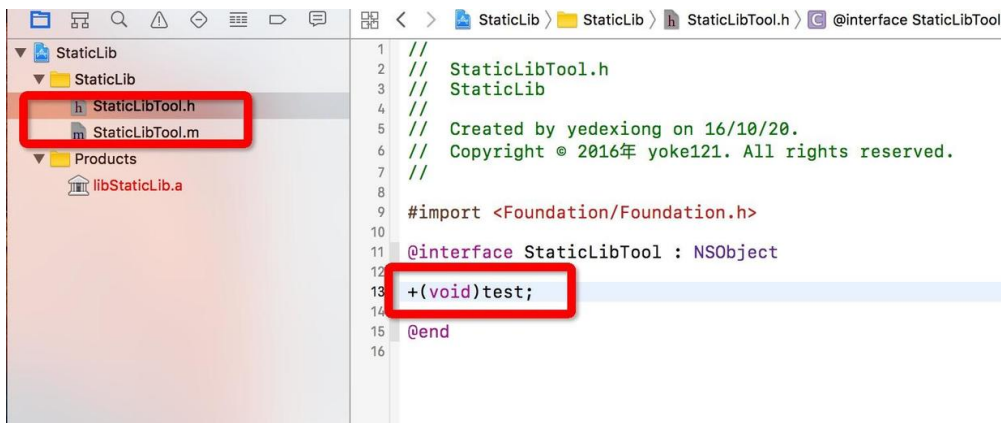 StaticLib
StaticLib
StaticLibTool.h
StaticLibTool.m
Products
libStaticLib.a
StaticLib 〉 StaticLib 〉 StaticLibTool.h 〉 @interface StaticLibTool
1 //
2 //  StaticLibTool.h
3 //  StaticLib
4 //
5 //  Created by yedexiong on 16/10/20.
6 //  Copyright © 2016年 yoke121. All rights reserved.
7 //
8
9 #import <Foundation/Foundation.h>
10
11 @interface StaticLibTool : NSObject
12
13 +(void)test;
14
15 @end
16